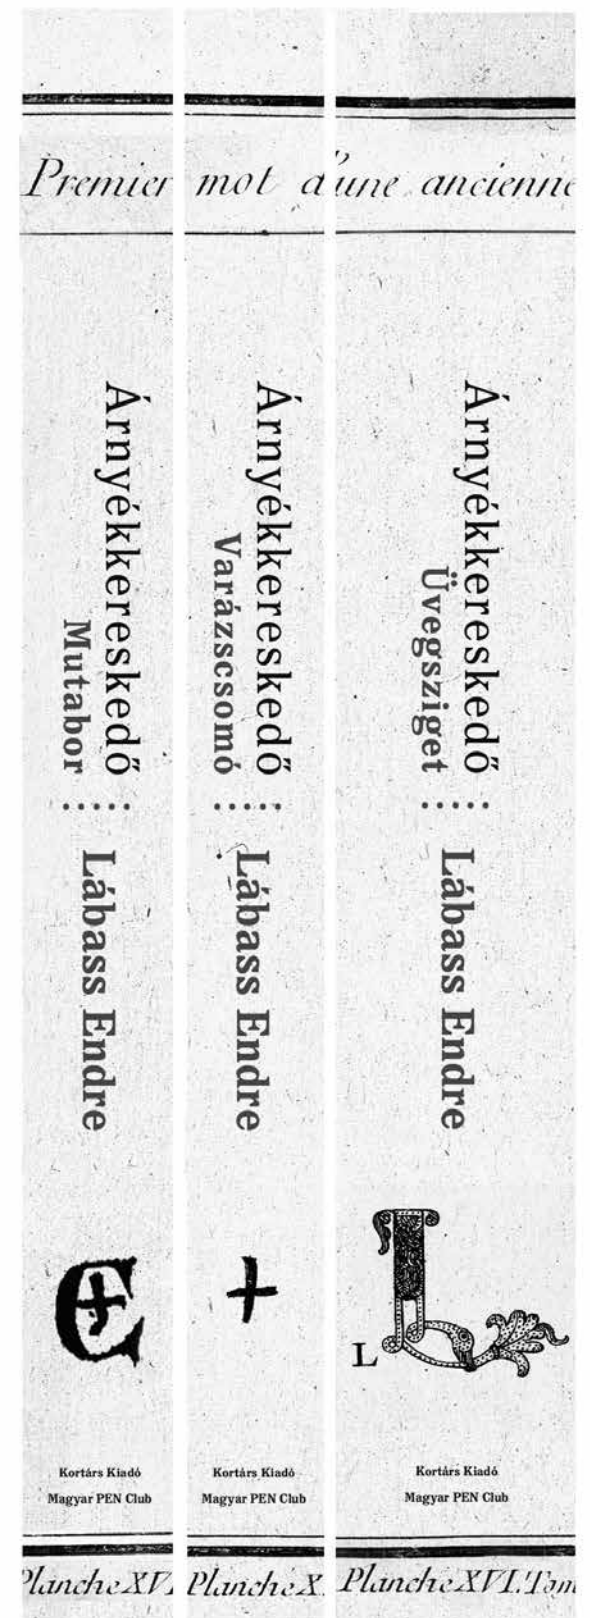 Premier mot d'une ancienne
Árnyékkereskedő
Mutabor
Lábass Endre
Kortárs Kiadó
Magyar PEN Club
Planche XVI
Árnyékkereskedő
Varázscsomó
Lábass Endre
Kortárs Kiadó
Magyar PEN Club
Planche X
Árnyékkereskedő
Üvegsziget
Lábass Endre
L
Kortárs Kiadó
Magyar PEN Club
Planche XVI. Tom